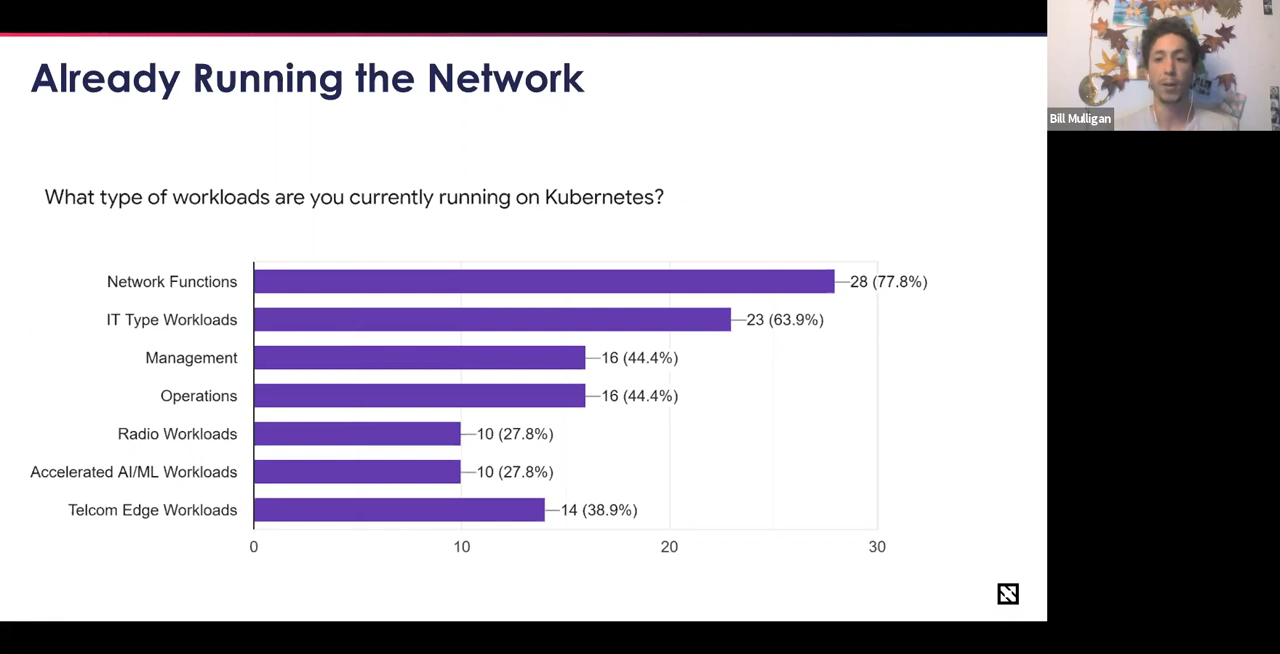 Already Running the Network
Bill Mulligan
What type of workloads are you currently running on Kubernetes?
Network Functions 28 (77.8%)
IT Type Workloads 23 (63.9%)
Management 16 (44.4%)
Operations 16 (44.4%)
Radio Workloads 10 (27.8%)
Accelerated AI/ML Workloads 10 (27.8%)
Telcom Edge Workloads 14 (38.9%)
0 10 20 30